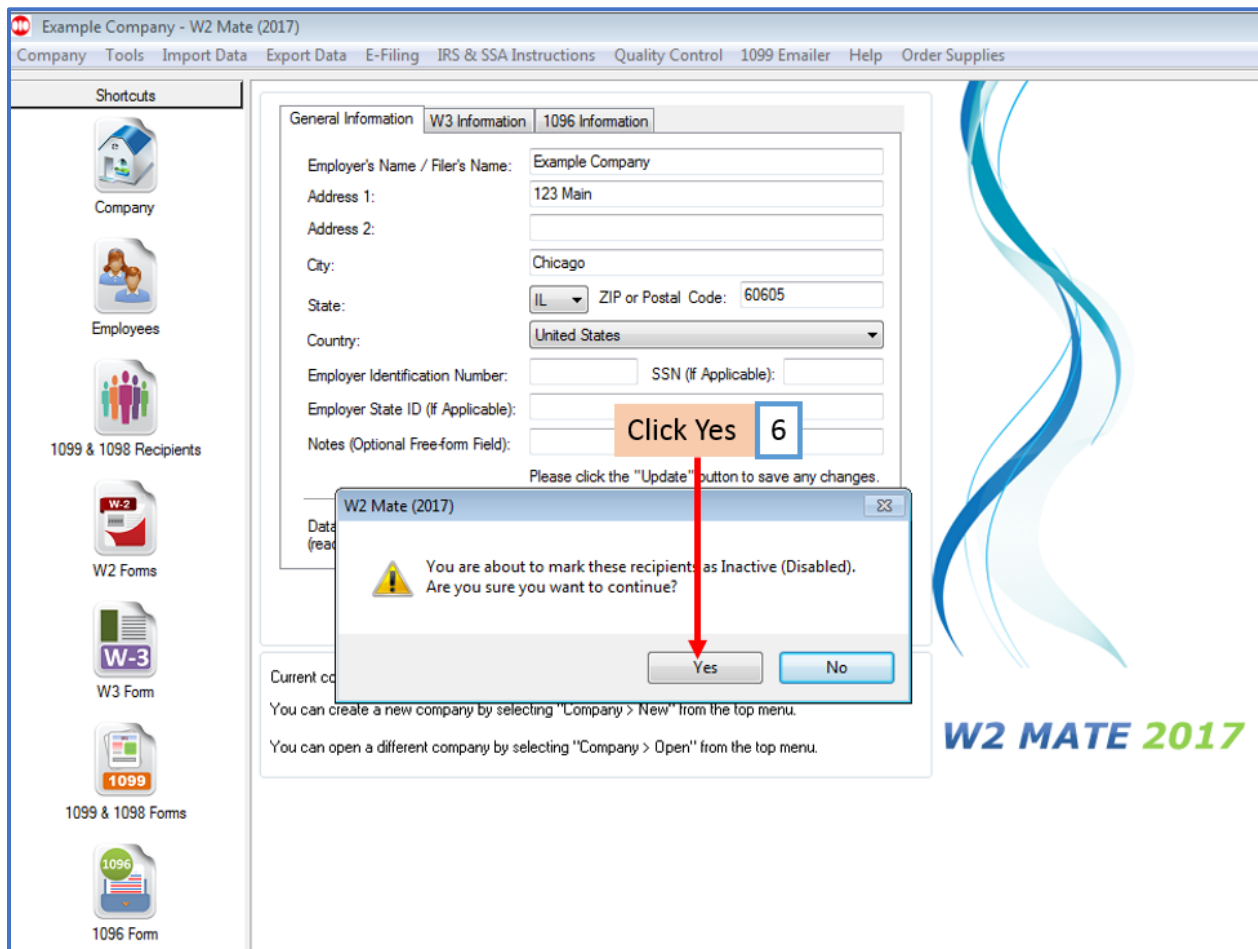 Example Company - W2 Mate (2017)
Company Tools Import Data Export Data E-Filing IRS & SSA Instructions Quality Control 1099 Emailer Help Order Supplies
Shortcuts
Company
Employees
1099 & 1098 Recipients
W-2
W2 Forms
W-3
W3 Form
1099
1099 & 1098 Forms
1096
1096 Form
General Information W3 Information 1096 Information
Employer's Name / Filer's Name: Example Company
Address 1: 123 Main
Address 2:
City: Chicago
State: IL ZIP or Postal Code: 60605
Country: United States
Employer Identification Number: SSN (If Applicable):
Employer State ID (If Applicable):
Click Yes 6
Notes (Optional Free-form Field):
Please click the "Update" button to save any changes.
Data
(read
W2 Mate (2017)
You are about to mark these recipients as Inactive (Disabled).
Are you sure you want to continue?
Yes No
Current co
You can create a new company by selecting "Company > New" from the top menu.
You can open a different company by selecting "Company > Open" from the top menu.
W2 MATE 2017